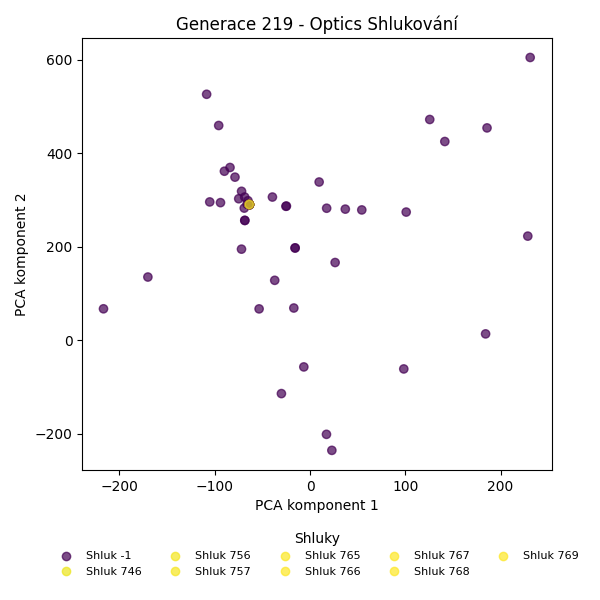 Generace 219 - Optics Shlukování
PCA komponent 2
600
400
200
0
−200
−200
−100
0
100
200
PCA komponent 1
Shluky
Shluk -1
Shluk 756
Shluk 765
Shluk 767
Shluk 769
Shluk 746
Shluk 757
Shluk 766
Shluk 768